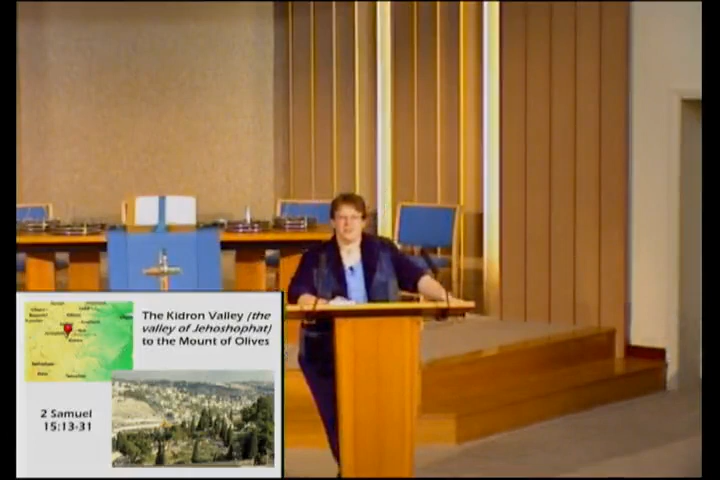 The Kidron Valley (the
valley of Jehoshophat)
to the Mount of Olives
2 Samuel
15:13-31